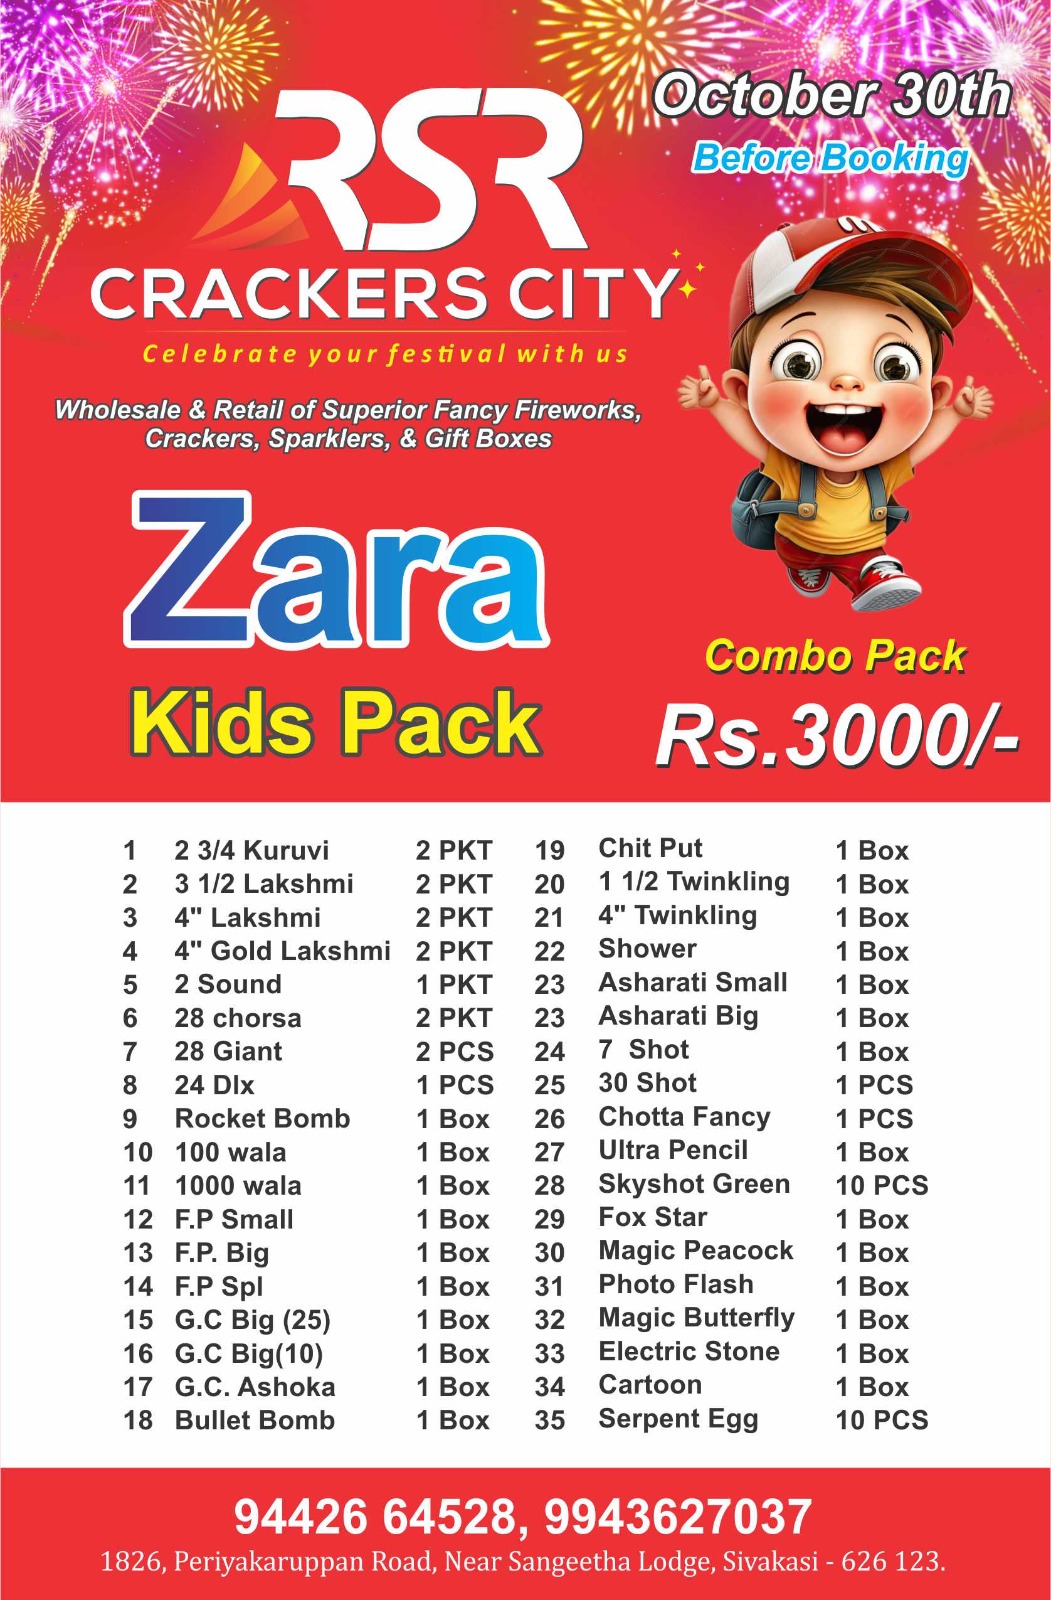 October 30th
Before Booking
RSR
CRACKERS CITY
Celebrate your festival with us
Wholesale & Retail of Superior Fancy Fireworks,
Crackers, Sparklers, & Gift Boxes
Zara
Kids Pack
Combo Pack
Rs.3000/-
1 2 3/4 Kuruvi 2 PKT
2 3 1/2 Lakshmi 2 PKT
3 4" Lakshmi 2 PKT
4 4" Gold Lakshmi 2 PKT
5 2 Sound 1 PKT
6 28 chorsa 2 PKT
7 28 Giant 2 PCS
8 24 Dlx 1 PCS
9 Rocket Bomb 1 Box
10 100 wala 1 Box
11 1000 wala 1 Box
12 F.P Small 1 Box
13 F.P. Big 1 Box
14 F.P Spl 1 Box
15 G.C Big (25) 1 Box
16 G.C Big(10) 1 Box
17 G.C. Ashoka 1 Box
18 Bullet Bomb 1 Box
19 Chit Put 1 Box
20 1 1/2 Twinkling 1 Box
21 4" Twinkling 1 Box
22 Shower 1 Box
23 Asharati Small 1 Box
23 Asharati Big 1 Box
24 7 Shot 1 Box
25 30 Shot 1 PCS
26 Chotta Fancy 1 PCS
27 Ultra Pencil 1 Box
28 Skyshot Green 10 PCS
29 Fox Star 1 Box
30 Magic Peacock 1 Box
31 Photo Flash 1 Box
32 Magic Butterfly 1 Box
33 Electric Stone 1 Box
34 Cartoon 1 Box
35 Serpent Egg 10 PCS
94426 64528, 9943627037
1826, Periyakaruppan Road, Near Sangeetha Lodge, Sivakasi - 626 123.